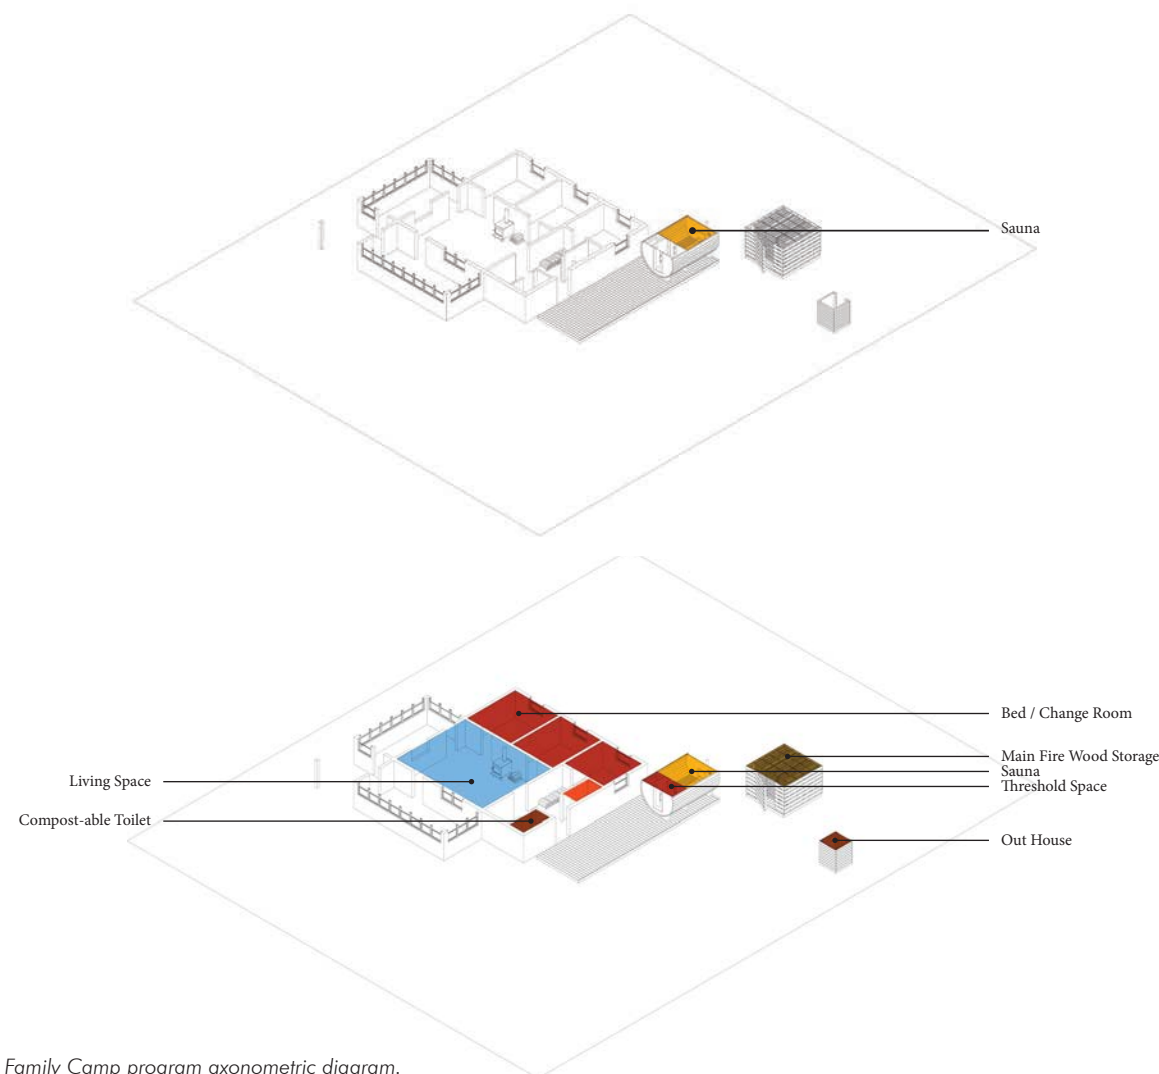 Sauna
Bed / Change Room
Main Fire Wood Storage
Sauna
Threshold Space
Living Space
Compost-able Toilet
Out House
Family Camp program axonometric diagram.